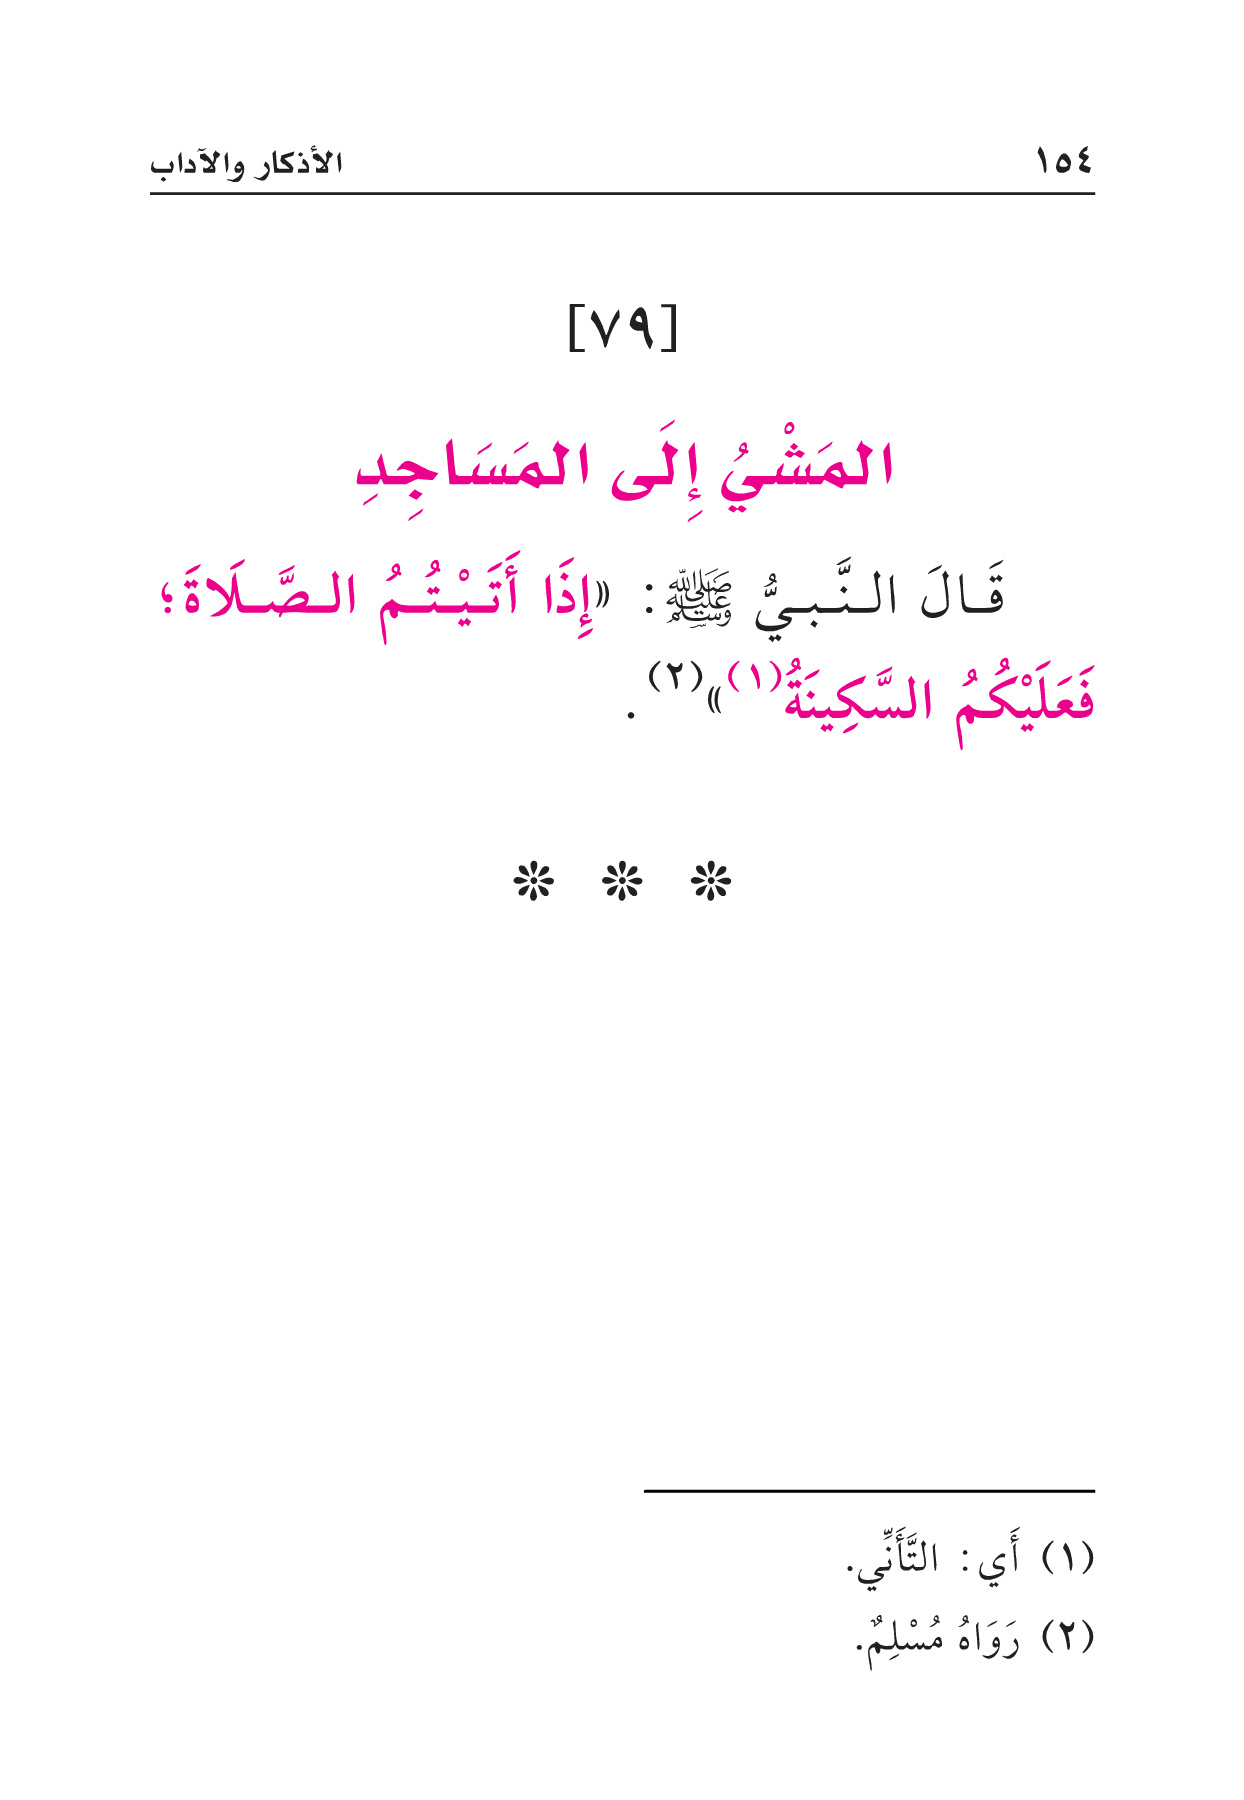 ١٥٤ الأذكار والآداب
[٧٩]
المَشْيُ إِلَى المَسَاجِدِ
قَالَ النَّبِيُّ ﷺ: «إِذَا أَتَيْتُمُ الصَّلَاةَ؛
فَعَلَيْكُمُ السَّكِينَةُ(١)»(٢).
❊ ❊ ❊
(١) أَي: التَّأَنِّي.
(٢) رَوَاهُ مُسْلِمٌ.